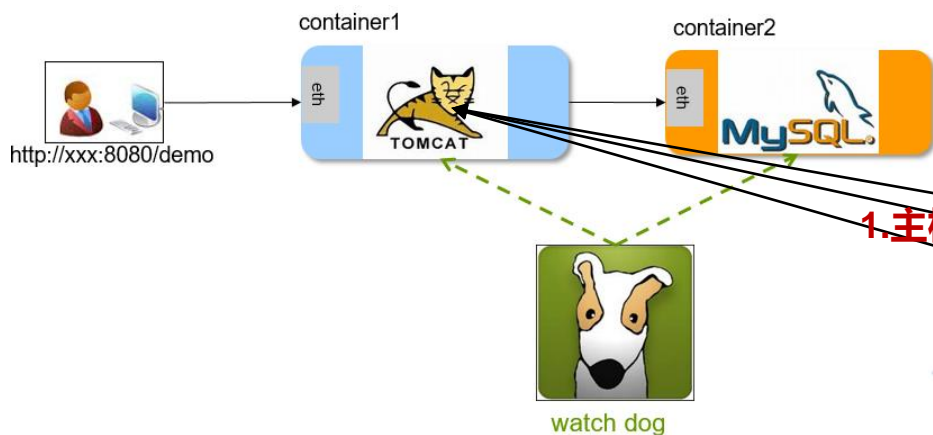 container1
container2
eth
TOMCAT
eth
MySQL.
http://xxx:8080/demo
1.主
watch dog